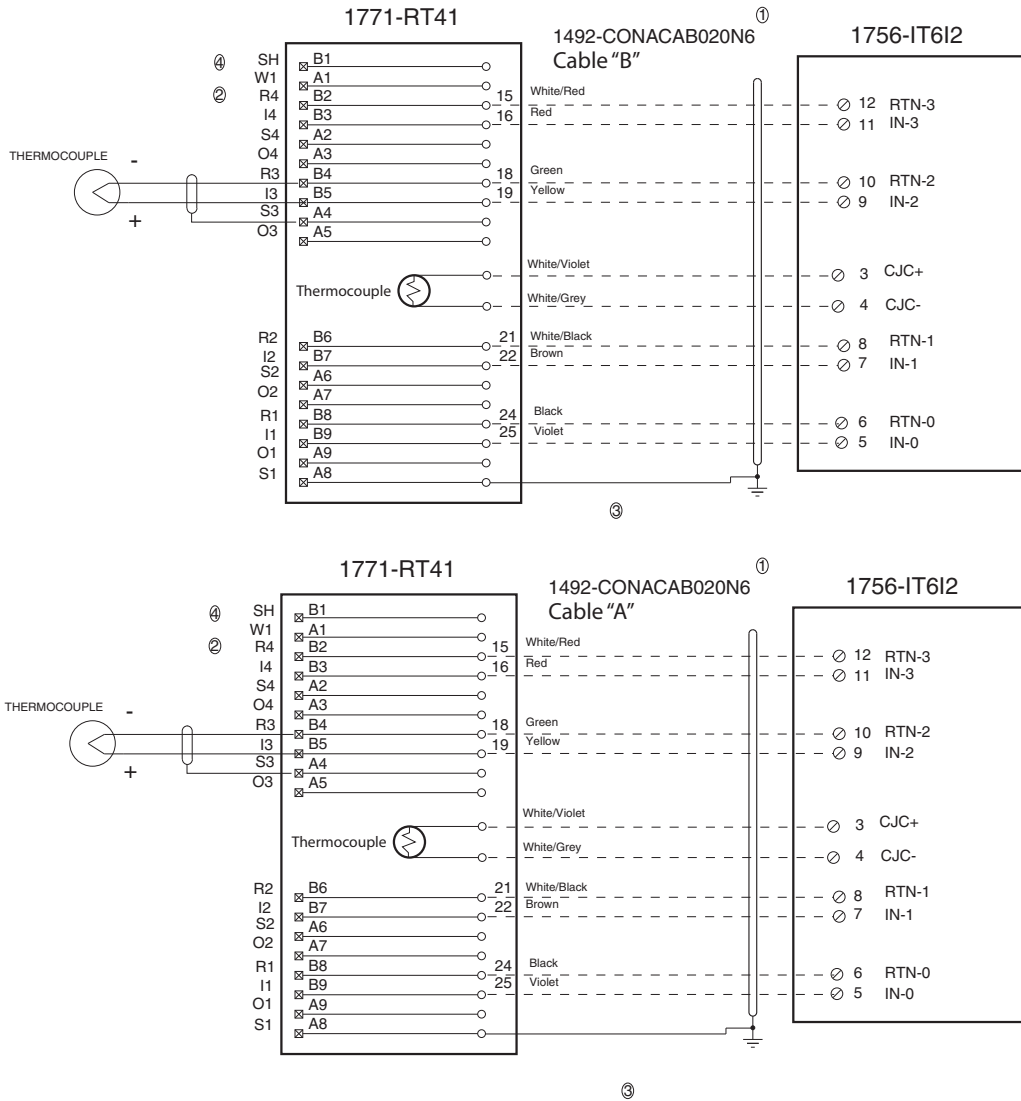 1771-RT41
①
1492-CONACAB020N6
Cable "B"
1756-IT6I2
④ SH B1
W1 A1
② R4 B2 15 White/Red 12 RTN-3
I4 B3 16 Red 11 IN-3
S4 A2
O4 A3
THERMOCOUPLE -
R3 B4 18 Green 10 RTN-2
I3 B5 19 Yellow 9 IN-2
+
S3 A4
O3 A5
White/Violet 3 CJC+
Thermocouple
White/Grey 4 CJC-
R2 B6 21 White/Black 8 RTN-1
I2 B7 22 Brown 7 IN-1
S2 A6
O2 A7
R1 B8 24 Black 6 RTN-0
I1 B9 25 Violet 5 IN-0
O1 A9
S1 A8
③
1771-RT41
①
1492-CONACAB020N6
Cable "A"
1756-IT6I2
④ SH B1
W1 A1
② R4 B2 15 White/Red 12 RTN-3
I4 B3 16 Red 11 IN-3
S4 A2
O4 A3
THERMOCOUPLE -
R3 B4 18 Green 10 RTN-2
I3 B5 19 Yellow 9 IN-2
+
S3 A4
O3 A5
White/Violet 3 CJC+
Thermocouple
White/Grey 4 CJC-
R2 B6 21 White/Black 8 RTN-1
I2 B7 22 Brown 7 IN-1
S2 A6
O2 A7
R1 B8 24 Black 6 RTN-0
I1 B9 25 Violet 5 IN-0
O1 A9
S1 A8
③